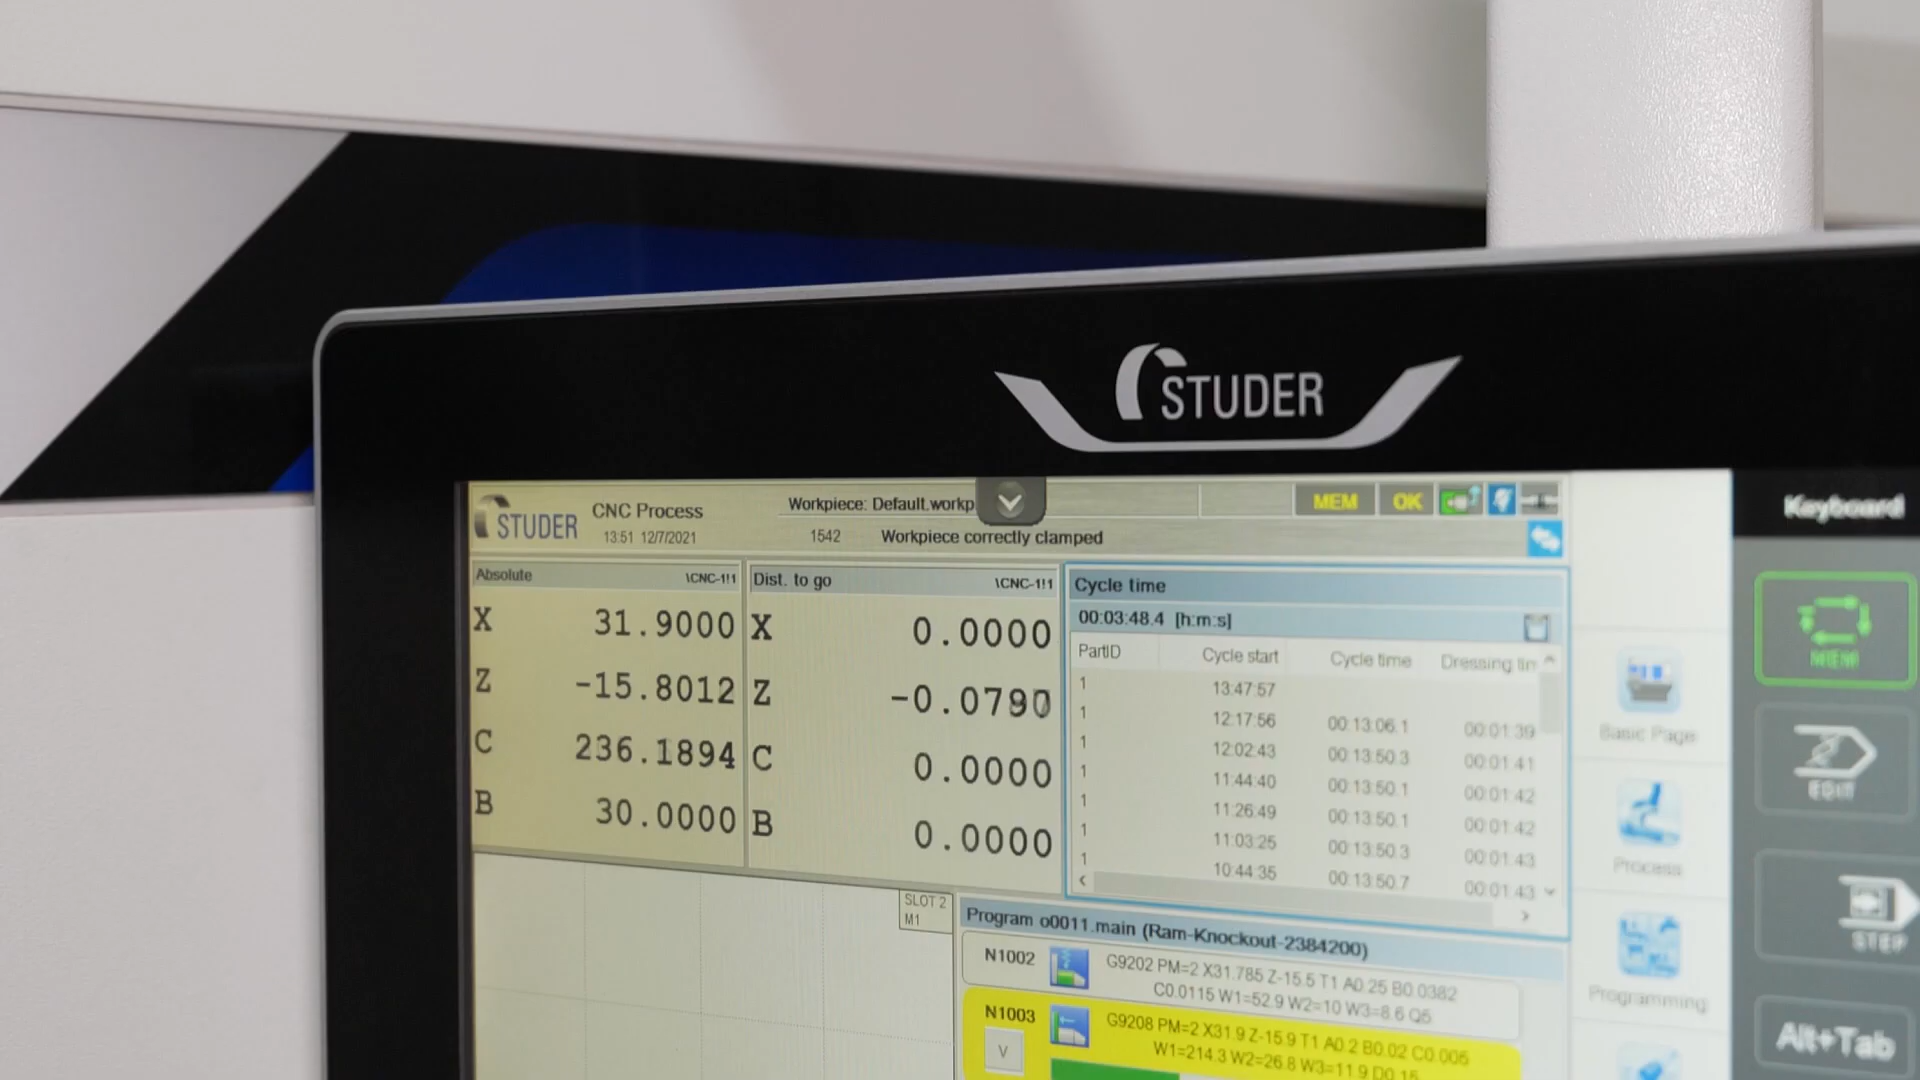 STUDER
STUDER
CNC Process
13:51 12/7/2021
Workpiece: Default.workp
1542 Workpiece correctly clamped
MEM OK
Keyboard
Absolute \CNC-1!1
X 31.9000
Z -15.8012
C 236.1894
B 30.0000
Dist. to go \CNC-1!1
X 0.0000
Z
C 0.0000
B 0.0000
Cycle time
00:03:48.4 [h:m:s]
PartID Cycle start Cycle time Dressing
1 13:47:57
1 12:17:56 00:13:06.1 00:01:39
1 12:02:43 00:13:50.3 00:01:41
1 11:44:40 00:13:50.1 00:01:42
1 11:26:49 00:13:50.1 00:01:42
1 11:03:25 00:13:50.3 00:01:43
1 10:44:35 00:13:50.7 00:01:43
SLOT 2
M1
Program o0011.main (Ram-Knockout-2384200)
N1002 G9202 PM=2 X31.785 Z-15.5 T1 A0.25 B0.0382
C0.0115 W1=52.9 W2=10 W3=8.6 Q5
N1003 G9208 PM=2 X31.9 Z-15.9 T1 A0.2 B0.02 C0.005
W1=214.3 W2=26.8 W3=11.9 D0.15
V
Basic Page
Process
Programming
MEM
EDIT
STEP
Alt+Tab